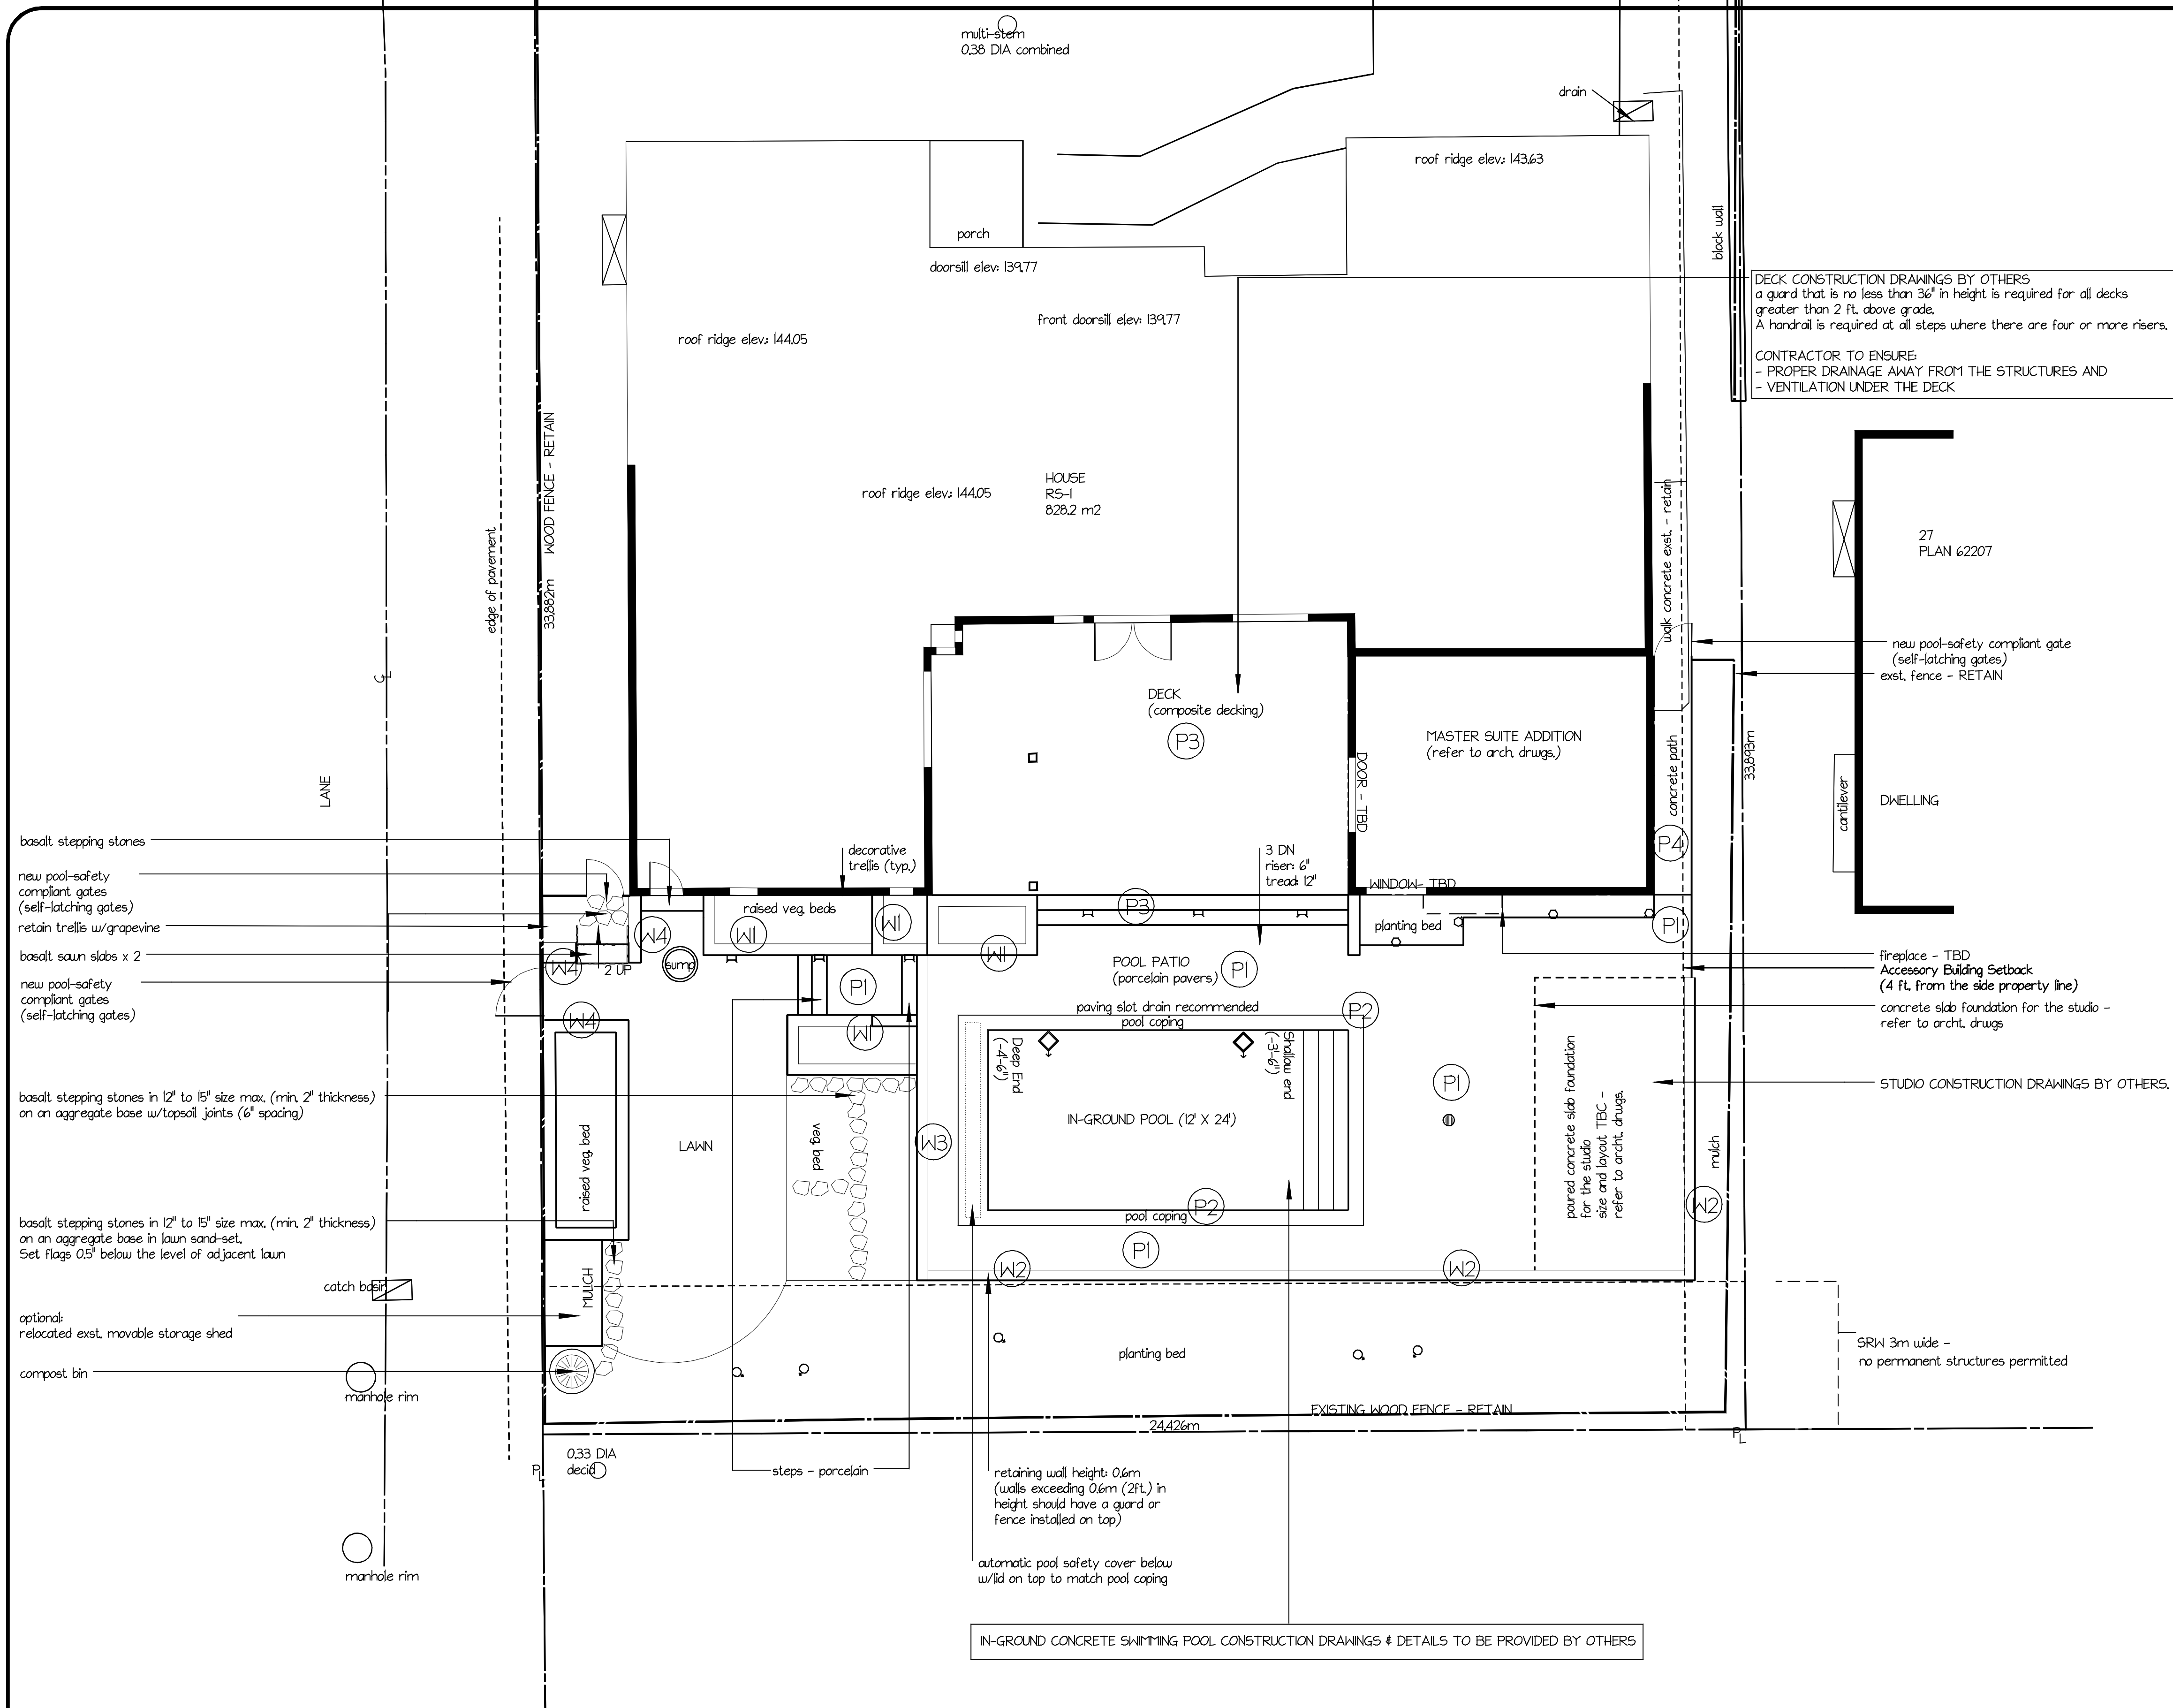 multi-stem
0.38 DIA combined
drain
roof ridge elev.: 143.63
porch
doorsill elev: 139.77
front doorsill elev: 139.77
roof ridge elev.: 144.05
block wall
DECK CONSTRUCTION DRAWINGS BY OTHERS
a guard that is no less than 36" in height is required for all decks
greater than 2 ft. above grade.
A handrail is required at all steps where there are four or more risers.
CONTRACTOR TO ENSURE:
- PROPER DRAINAGE AWAY FROM THE STRUCTURES AND
- VENTILATION UNDER THE DECK
WOOD FENCE - RETAIN
33.882m
edge of pavement
roof ridge elev.: 144.05
HOUSE
RS-1
828.2 m2
walk concrete exst. - retain
27
PLAN 62207
CL
LANE
new pool-safety compliant gate
(self-latching gates)
exst. fence - RETAIN
DECK
(composite decking)
P3
MASTER SUITE ADDITION
(refer to arch. drwgs.)
DOOR - TBD
concrete path
33.893m
cantilever
DWELLING
P4
basalt stepping stones
new pool-safety
compliant gates
(self-latching gates)
retain trellis w/grapevine
basalt sawn slabs x 2
new pool-safety
compliant gates
(self-latching gates)
decorative
trellis (typ.)
3 DN
riser: 6"
tread: 12"
WINDOW- TBD
raised veg. beds
P3
W4
W1
W1
W1
planting bed
P1
W4
2 UP
sump
P1
POOL PATIO
(porcelain pavers)
P1
fireplace - TBD
Accessory Building Setback
(4 ft. from the side property line)
concrete slab foundation for the studio -
refer to archt. drwgs
W4
W1
paving slot drain recommended
pool coping
P2
Deep End
(-4'-6")
Shallow end
(-3'-6")
P1
STUDIO CONSTRUCTION DRAWINGS BY OTHERS.
basalt stepping stones in 12" to 15" size max. (min. 2" thickness)
on an aggregate base w/topsoil joints (6" spacing)
IN-GROUND POOL (12' X 24')
raised veg. bed
LAWN
veg. bed
W3
poured concrete slab foundation
for the studio
size and layout TBC -
refer to archt. drwgs.
mulch
W2
basalt stepping stones in 12" to 15" size max. (min. 2" thickness)
on an aggregate base in lawn sand-set.
Set flags 0.5" below the level of adjacent lawn
P2
pool coping
P1
W2
W2
catch basin
MULCH
optional:
relocated exst. movable storage shed
compost bin
manhole rim
planting bed
SRW 3m wide -
no permanent structures permitted
EXISTING WOOD FENCE - RETAIN
24.426m
PL
PL
0.33 DIA
decid
steps - porcelain
retaining wall height: 0.6m
(walls exceeding 0.6m (2ft.) in
height should have a guard or
fence installed on top)
manhole rim
automatic pool safety cover below
w/lid on top to match pool coping
IN-GROUND CONCRETE SWIMMING POOL CONSTRUCTION DRAWINGS & DETAILS TO BE PROVIDED BY OTHERS